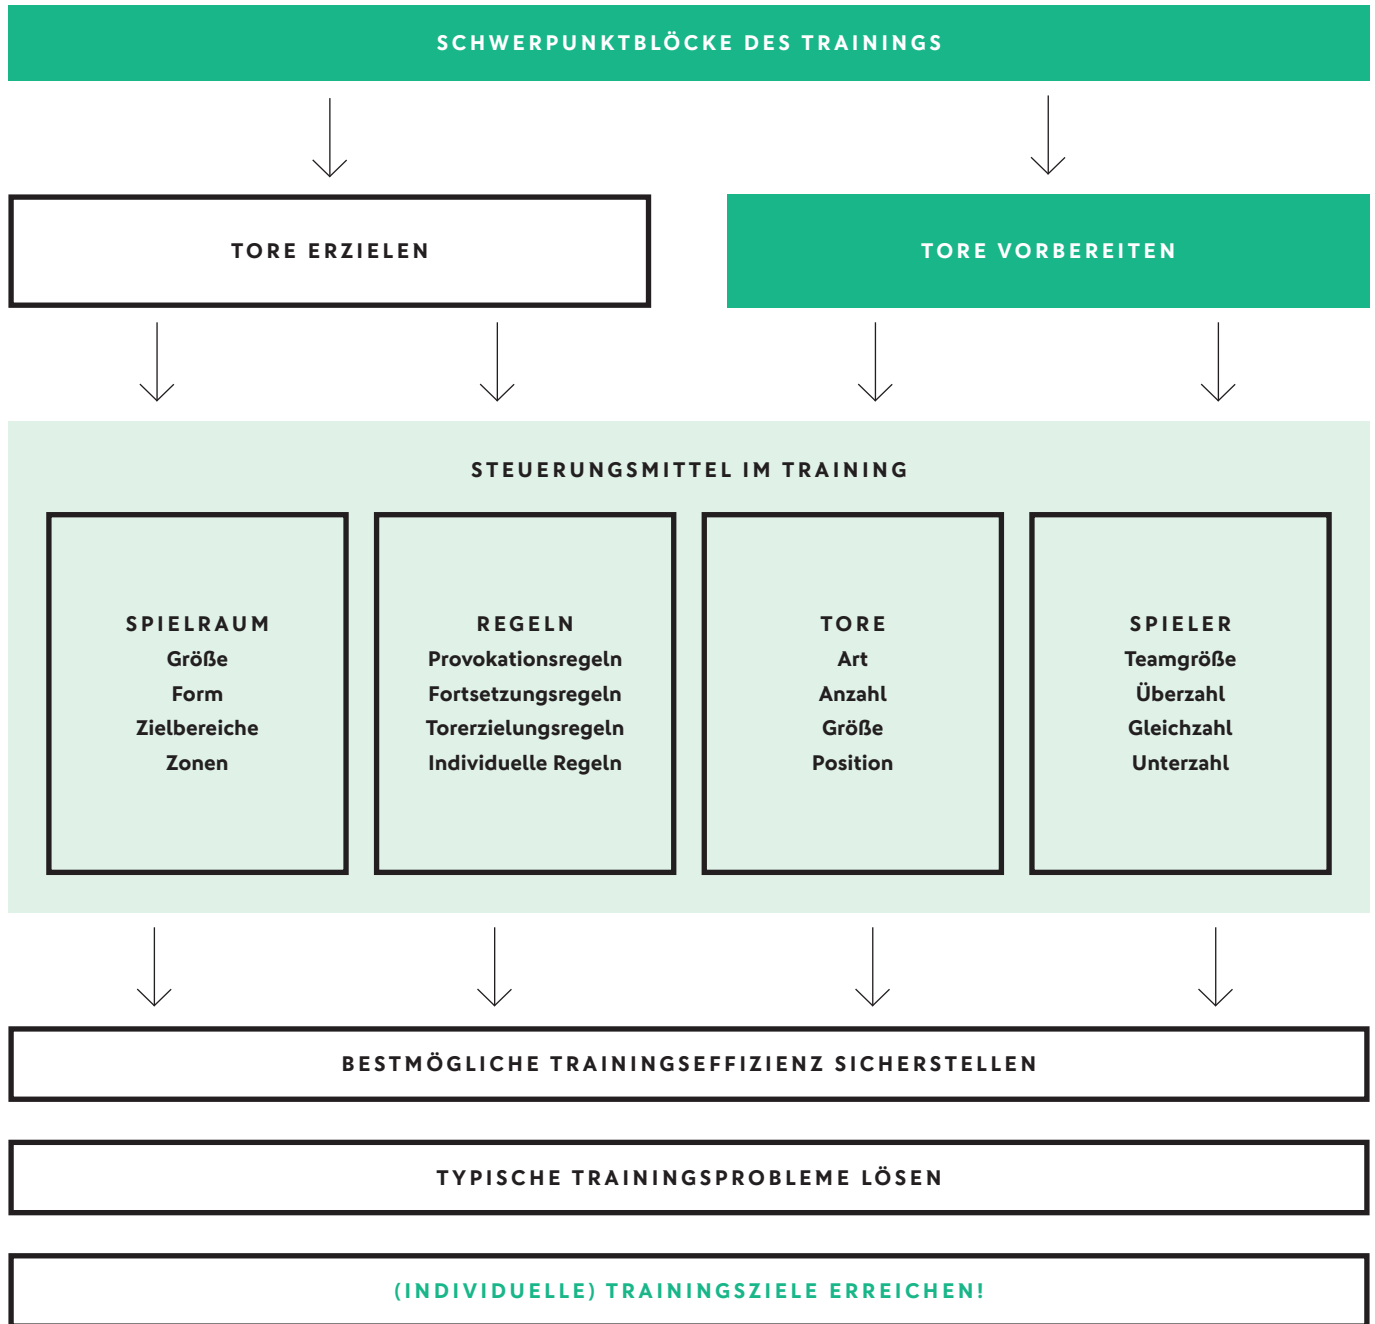 SCHWERPUNKTBLÖCKE DES TRAININGS
TORE ERZIELEN
TORE VORBEREITEN
STEUERUNGSMITTEL IM TRAINING
SPIELRAUM
Größe
Form
Zielbereiche
Zonen
REGELN
Provokationsregeln
Fortsetzungsregeln
Torerzielungsregeln
Individuelle Regeln
TORE
Art
Anzahl
Größe
Position
SPIELER
Teamgröße
Überzahl
Gleichzahl
Unterzahl
BESTMÖGLICHE TRAININGSEFFIZIENZ SICHERSTELLEN
TYPISCHE TRAININGSPROBLEME LÖSEN
(INDIVIDUELLE) TRAININGSZIELE ERREICHEN!